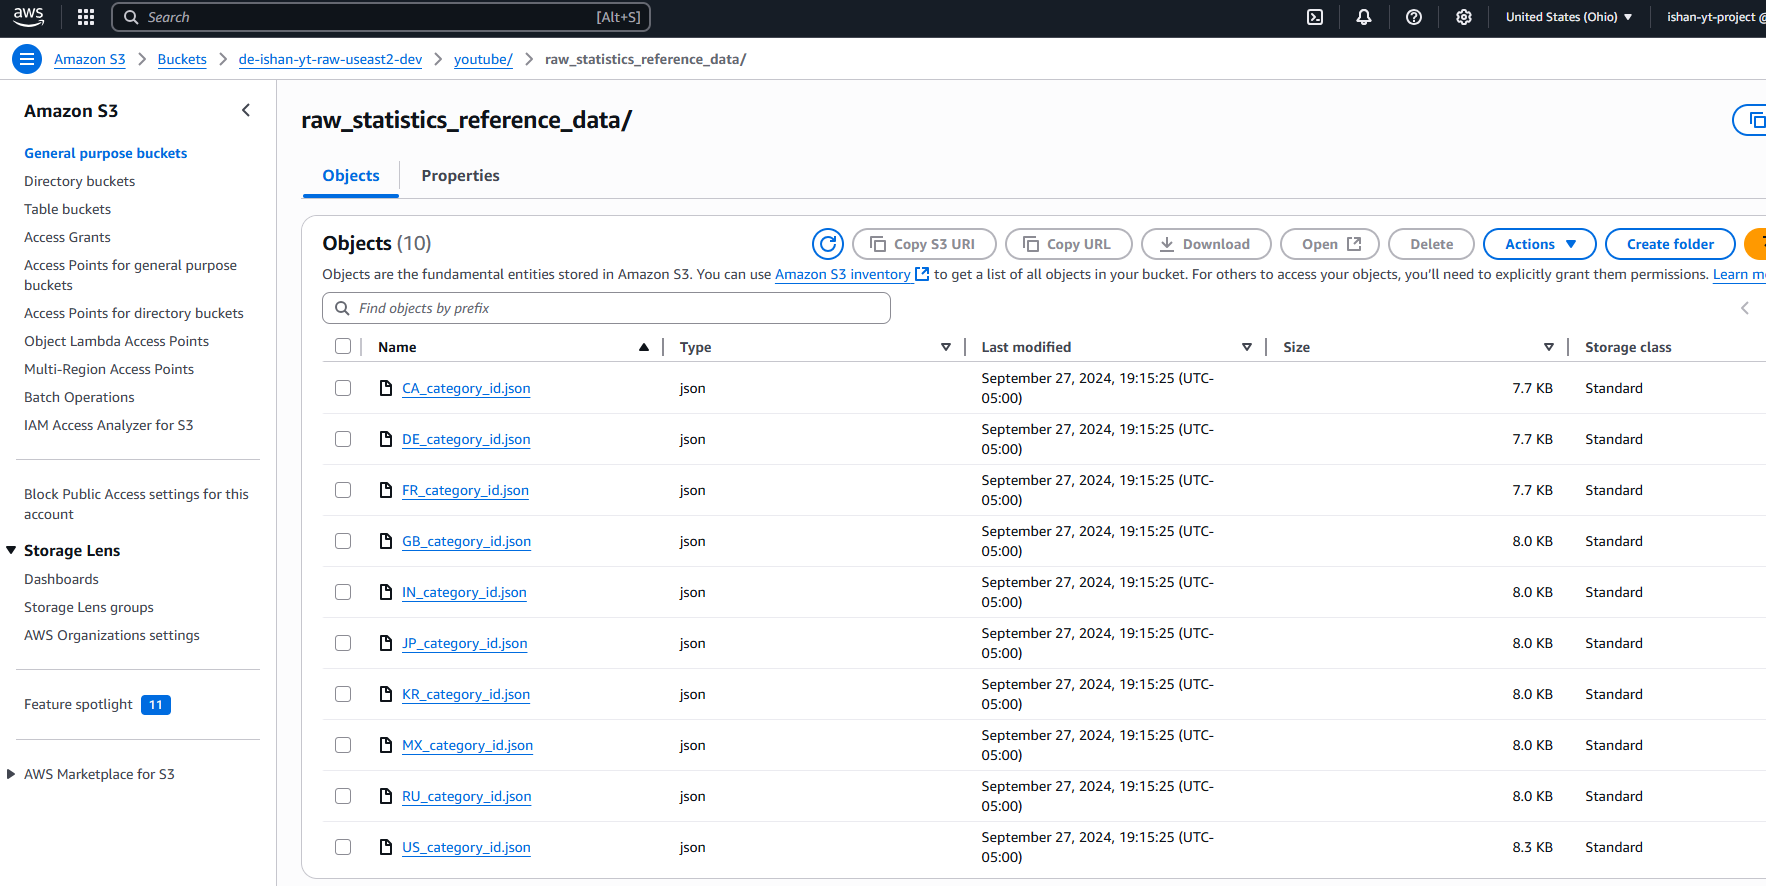 aws
Search [Alt+S]
United States (Ohio)
ishan-yt-project @
Amazon S3 Buckets de-ishan-yt-raw-useast2-dev youtube/ raw_statistics_reference_data/
Amazon S3
General purpose buckets
Directory buckets
Table buckets
Access Grants
Access Points for general purpose
buckets
Access Points for directory buckets
Object Lambda Access Points
Multi-Region Access Points
Batch Operations
IAM Access Analyzer for S3
Block Public Access settings for this
account
Storage Lens
Dashboards
Storage Lens groups
AWS Organizations settings
Feature spotlight 11
AWS Marketplace for S3
raw_statistics_reference_data/
Objects Properties
Objects (10)
Copy S3 URI Copy URL Download Open Delete Actions Create folder
Objects are the fundamental entities stored in Amazon S3. You can use Amazon S3 inventory to get a list of all objects in your bucket. For others to access your objects, you'll need to explicitly grant them permissions. Learn
Find objects by prefix
Name Type Last modified Size Storage class
CA_category_id.json json September 27, 2024, 19:15:25 (UTC- 7.7 KB Standard
05:00)
DE_category_id.json json September 27, 2024, 19:15:25 (UTC- 7.7 KB Standard
05:00)
FR_category_id.json json September 27, 2024, 19:15:25 (UTC- 7.7 KB Standard
05:00)
GB_category_id.json json September 27, 2024, 19:15:25 (UTC- 8.0 KB Standard
05:00)
IN_category_id.json json September 27, 2024, 19:15:25 (UTC- 8.0 KB Standard
05:00)
JP_category_id.json json September 27, 2024, 19:15:25 (UTC- 8.0 KB Standard
05:00)
KR_category_id.json json September 27, 2024, 19:15:25 (UTC- 8.0 KB Standard
05:00)
MX_category_id.json json September 27, 2024, 19:15:25 (UTC- 8.0 KB Standard
05:00)
RU_category_id.json json September 27, 2024, 19:15:25 (UTC- 8.0 KB Standard
05:00)
US_category_id.json json September 27, 2024, 19:15:25 (UTC- 8.3 KB Standard
05:00)